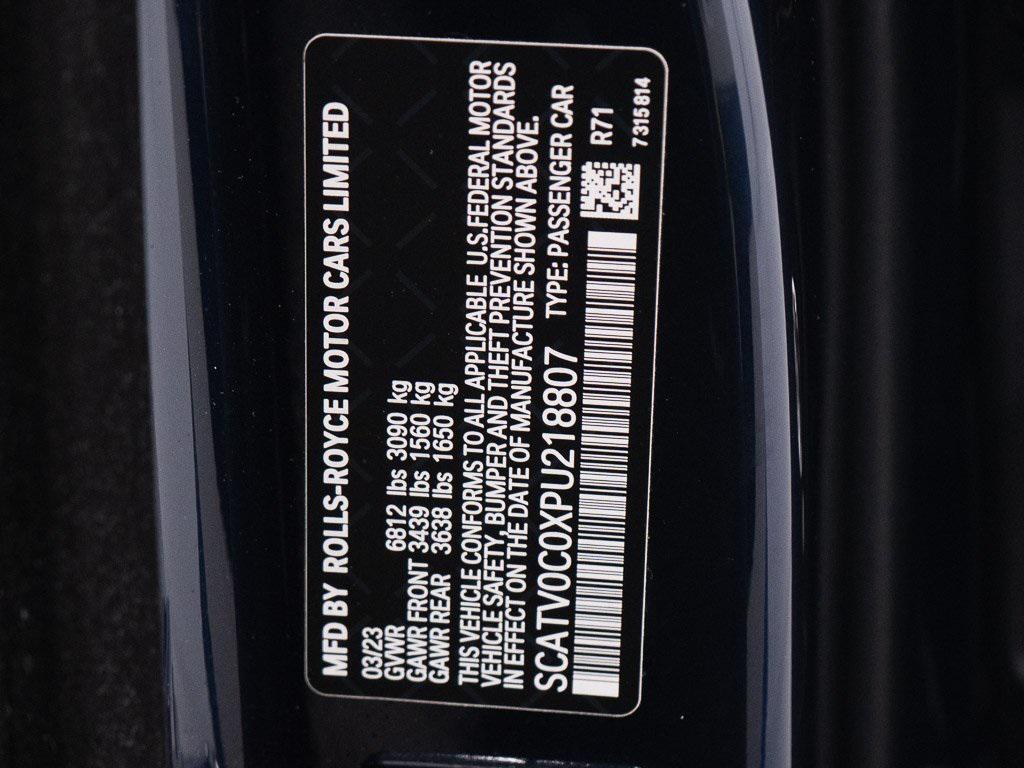 MFD BY ROLLS-ROYCE MOTOR CARS LIMITED
03/23
GVWR 6812 lbs 3090 kg
GAWR FRONT 3439 lbs 1560 kg
GAWR REAR 3638 lbs 1650 kg
THIS VEHICLE CONFORMS TO ALL APPLICABLE U.S.FEDERAL MOTOR
VEHICLE SAFETY, BUMPER AND THEFT PREVENTION STANDARDS
IN EFFECT ON THE DATE OF MANUFACTURE SHOWN ABOVE.
SCATV0C0XPU218807 TYPE: PASSENGER CAR
R71
7315814